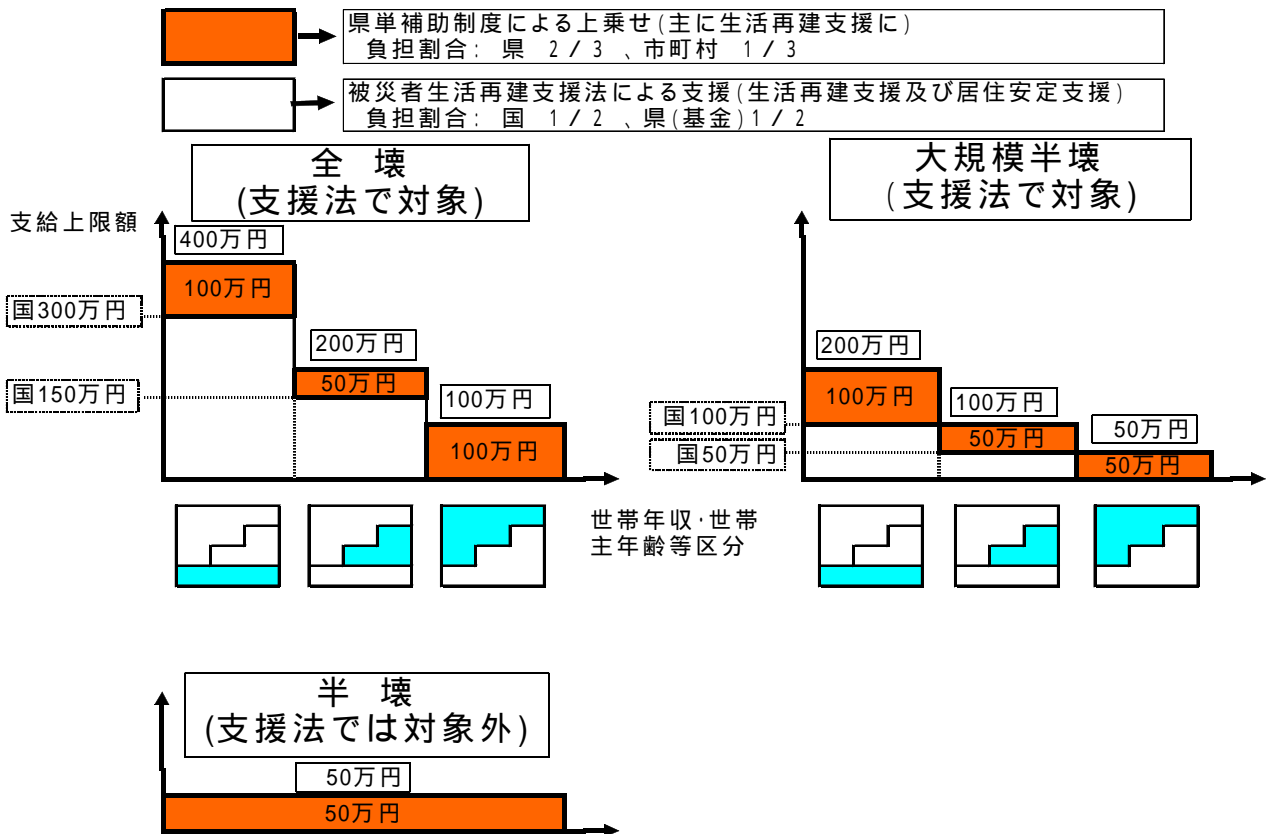 県単補助制度による上乗せ(主に生活再建支援に)
負担割合: 県 2/3 、市町村 1/3
被災者生活再建支援法による支援(生活再建支援及び居住安定支援)
負担割合: 国 1/2 、県(基金)1/2
全 壊
(支援法で対象)
大規模半壊
(支援法で対象)
支給上限額
400万円
100万円
国300万円
200万円
50万円
国150万円
100万円
100万円
200万円
100万円
国100万円
100万円
50万円
国50万円
50万円
50万円
世帯年収・世帯
主年齢等区分
半 壊
(支援法では対象外)
50万円
50万円